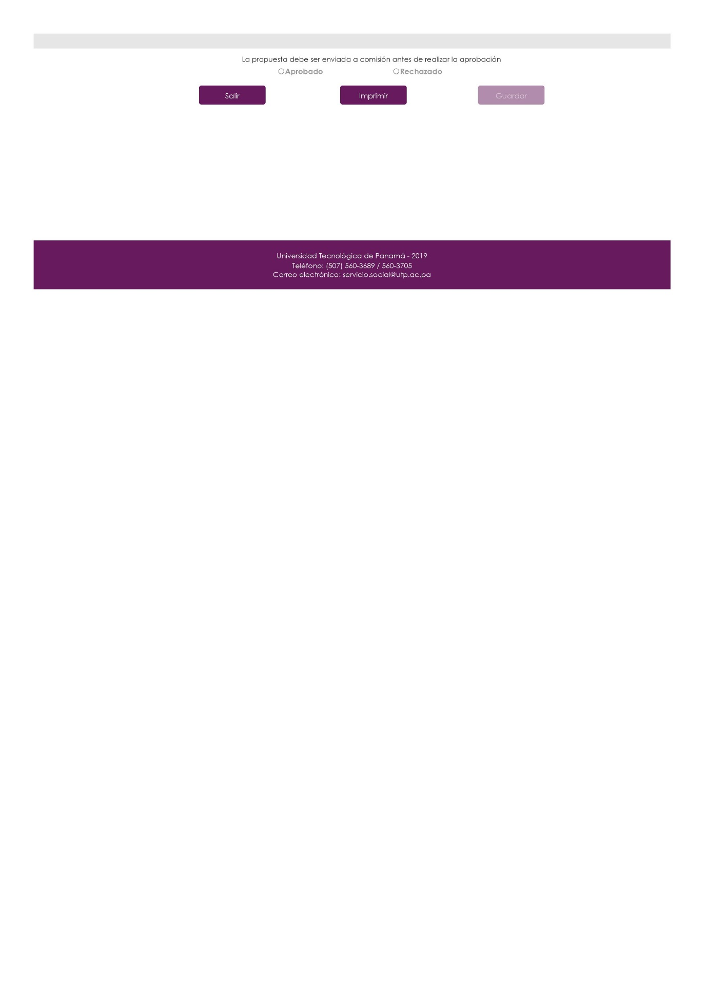 La propuesta debe ser enviada a comisión antes de realizar la aprobación
Aprobado Rechazado
Salir Imprimir Guardar
Universidad Tecnológica de Panamá - 2019
Teléfono: (507) 560-3689 / 560-3705
Correo electrónico: servicio.social@utp.ac.pa